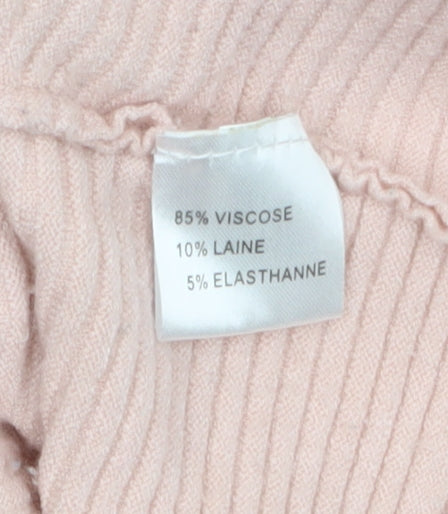 85% VISCOSE
10% LAINE
5% ELASTHANNE